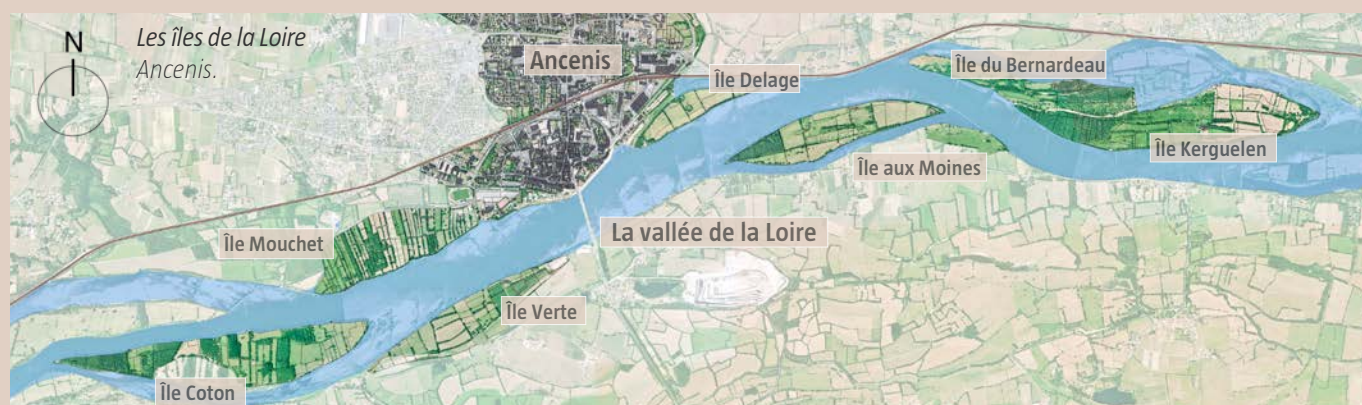 N
Les îles de la Loire
Ancenis.
Ancenis
Île Delage
Île du Bernardeau
Île Kerguelen
Île aux Moines
La vallée de la Loire
Île Mouchet
Île Verte
Île Coton